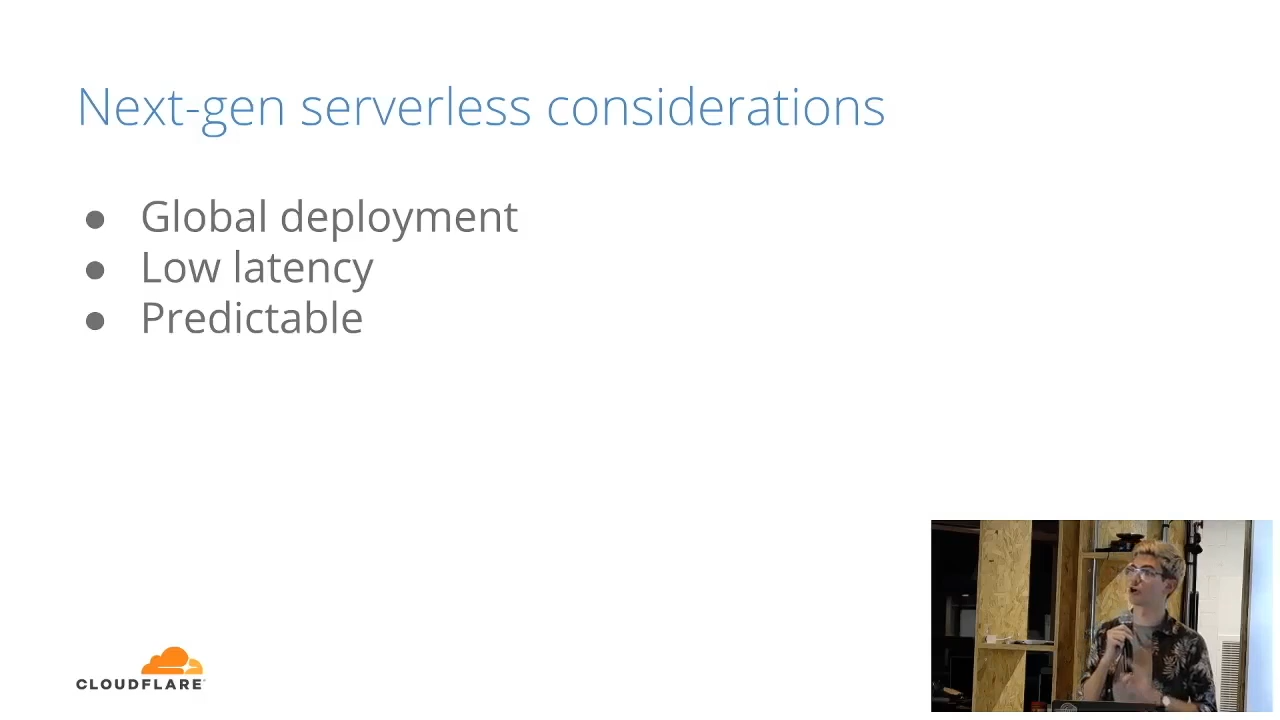 Next-gen serverless considerations
● Global deployment
● Low latency
● Predictable
CLOUDFLARE